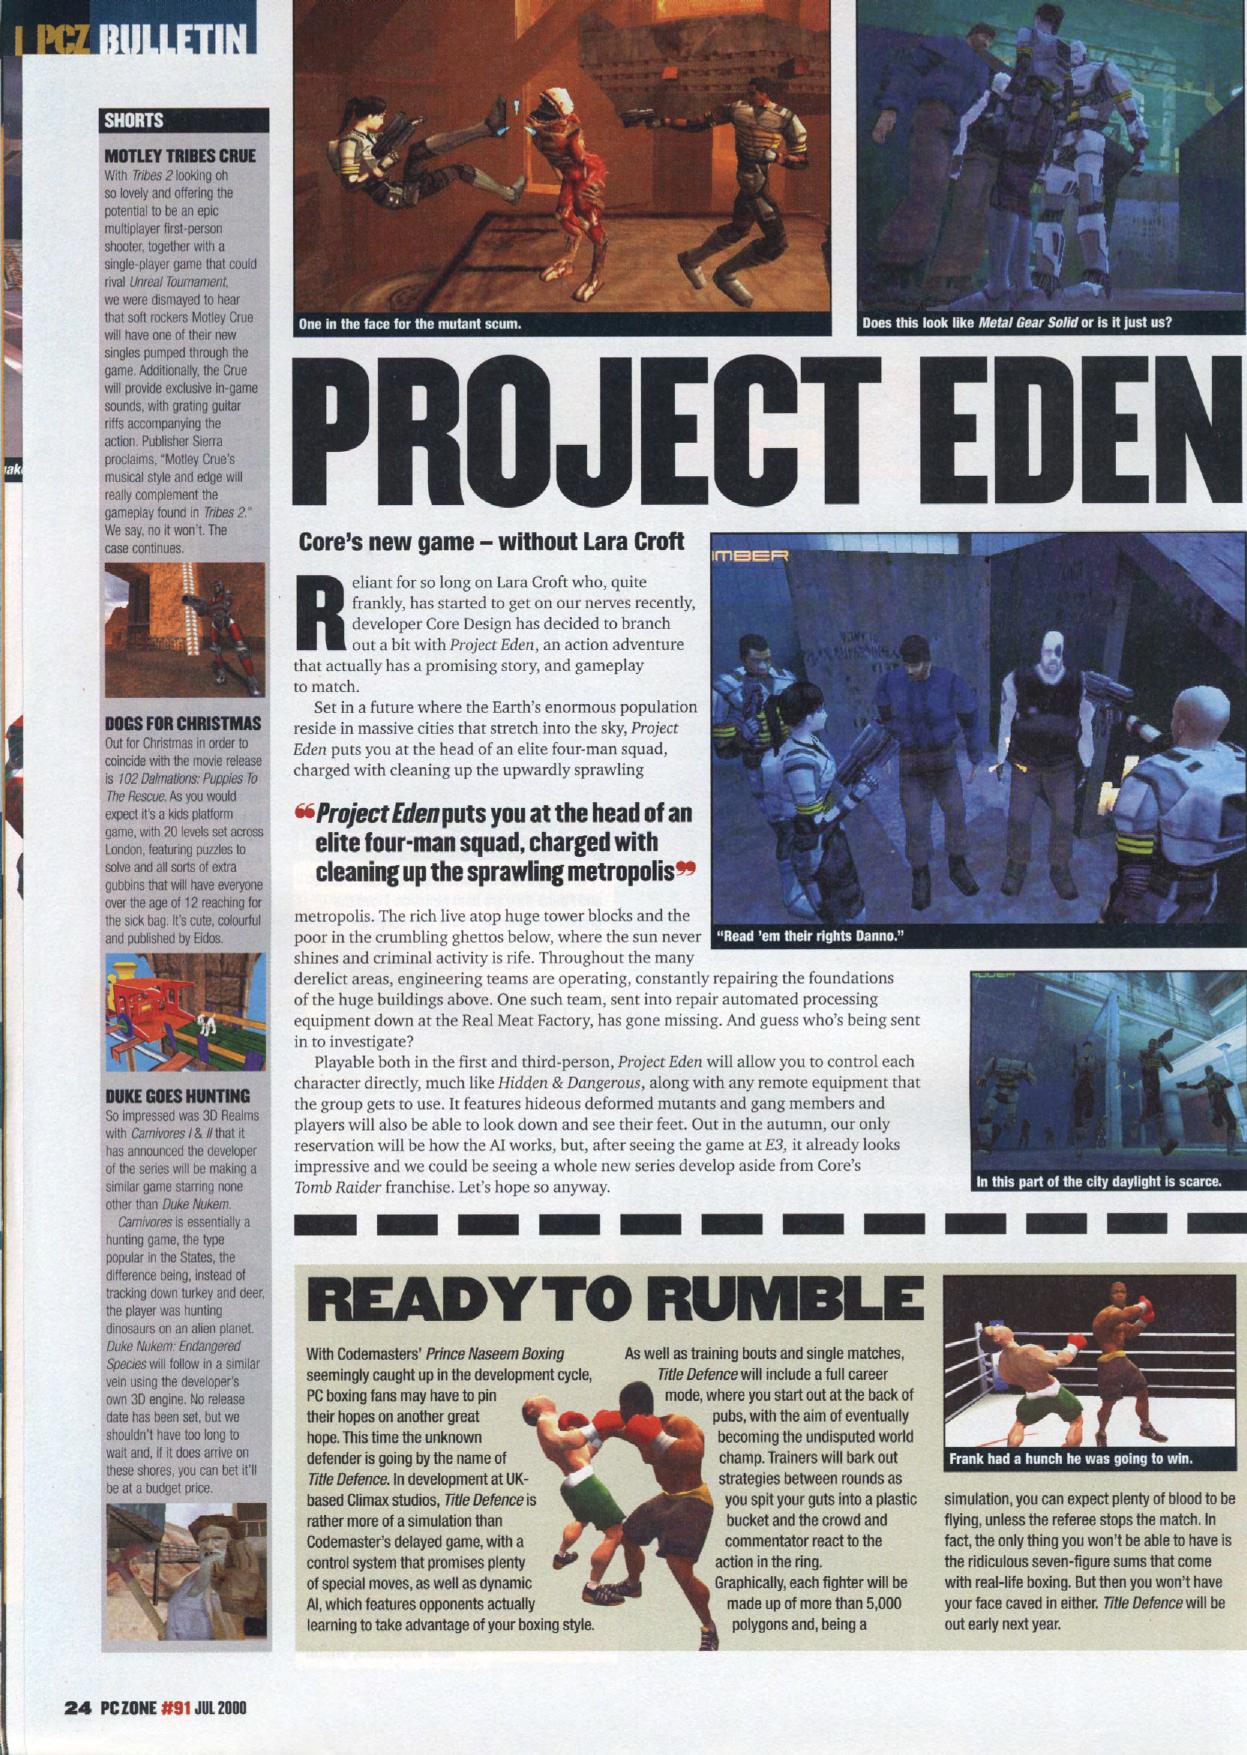 PCZ BULLETIN
SHORTS
MOTLEY TRIBES CRUE
With Tribes 2 looking oh
so lovely and offering the
potential to be an epic
multiplayer first-person
shooter, together with a
single-player game that could
rival Unreal Tournament,
we were dismayed to hear
that soft rockers Motley Crue
will have one of their new
singles pumped through the
game. Additionally, the Crue
will provide exclusive in-game
sounds, with grating guitar
riffs accompanying the
action. Publisher Sierra
proclaims, "Motley Crue's
musical style and edge will
really complement the
gameplay found in Tribes 2."
We say, no it won't. The
case continues.
DOGS FOR CHRISTMAS
Out for Christmas in order to
coincide with the movie release
is 102 Dalmations: Puppies To
The Rescue. As you would
expect it's a kids platform
game, with 20 levels set across
London, featuring puzzles to
solve and all sorts of extra
gubbins that will have everyone
over the age of 12 reaching for
the sick bag. It's cute, colourful
and published by Eidos.
DUKE GOES HUNTING
So impressed was 3D Realms
with Carnivores I & II that it
has announced the developer
of the series will be making a
similar game starring none
other than Duke Nukem.
Carnivores is essentially a
hunting game, the type
popular in the States, the
difference being, instead of
tracking down turkey and deer,
the player was hunting
dinosaurs on an alien planet.
Duke Nukem: Endangered
Species will follow in a similar
vein using the developer's
own 3D engine. No release
date has been set, but we
shouldn't have too long to
wait and, if it does arrive on
these shores, you can bet it'll
be at a budget price.
One in the face for the mutant scum.
Does this look like Metal Gear Solid or is it just us?
PROJECT EDEN
Core's new game – without Lara Croft
Reliant for so long on Lara Croft who, quite
frankly, has started to get on our nerves recently,
developer Core Design has decided to branch
out a bit with Project Eden, an action adventure
that actually has a promising story, and gameplay
to match.
Set in a future where the Earth's enormous population
reside in massive cities that stretch into the sky, Project
Eden puts you at the head of an elite four-man squad,
charged with cleaning up the upwardly sprawling
“Project Eden puts you at the head of an
elite four-man squad, charged with
cleaning up the sprawling metropolis”
metropolis. The rich live atop huge tower blocks and the
poor in the crumbling ghettos below, where the sun never
shines and criminal activity is rife. Throughout the many
derelict areas, engineering teams are operating, constantly repairing the foundations
of the huge buildings above. One such team, sent into repair automated processing
equipment down at the Real Meat Factory, has gone missing. And guess who's being sent
in to investigate?
Playable both in the first and third-person, Project Eden will allow you to control each
character directly, much like Hidden & Dangerous, along with any remote equipment that
the group gets to use. It features hideous deformed mutants and gang members and
players will also be able to look down and see their feet. Out in the autumn, our only
reservation will be how the AI works, but, after seeing the game at E3, it already looks
impressive and we could be seeing a whole new series develop aside from Core's
Tomb Raider franchise. Let's hope so anyway.
IMBER
"Read 'em their rights Danno."
In this part of the city daylight is scarce.
READY TO RUMBLE
With Codemasters' Prince Naseem Boxing
seemingly caught up in the development cycle,
PC boxing fans may have to pin
their hopes on another great
hope. This time the unknown
defender is going by the name of
Title Defence. In development at UK-
based Climax studios, Title Defence is
rather more of a simulation than
Codemaster's delayed game, with a
control system that promises plenty
of special moves, as well as dynamic
AI, which features opponents actually
learning to take advantage of your boxing style.
As well as training bouts and single matches,
Title Defence will include a full career
mode, where you start out at the back of
pubs, with the aim of eventually
becoming the undisputed world
champ. Trainers will bark out
strategies between rounds as
you spit your guts into a plastic
bucket and the crowd and
commentator react to the
action in the ring.
Graphically, each fighter will be
made up of more than 5,000
polygons and, being a
Frank had a hunch he was going to win.
simulation, you can expect plenty of blood to be
flying, unless the referee stops the match. In
fact, the only thing you won't be able to have is
the ridiculous seven-figure sums that come
with real-life boxing. But then you won't have
your face caved in either. Title Defence will be
out early next year.
24 PC ZONE #91 JUL 2000